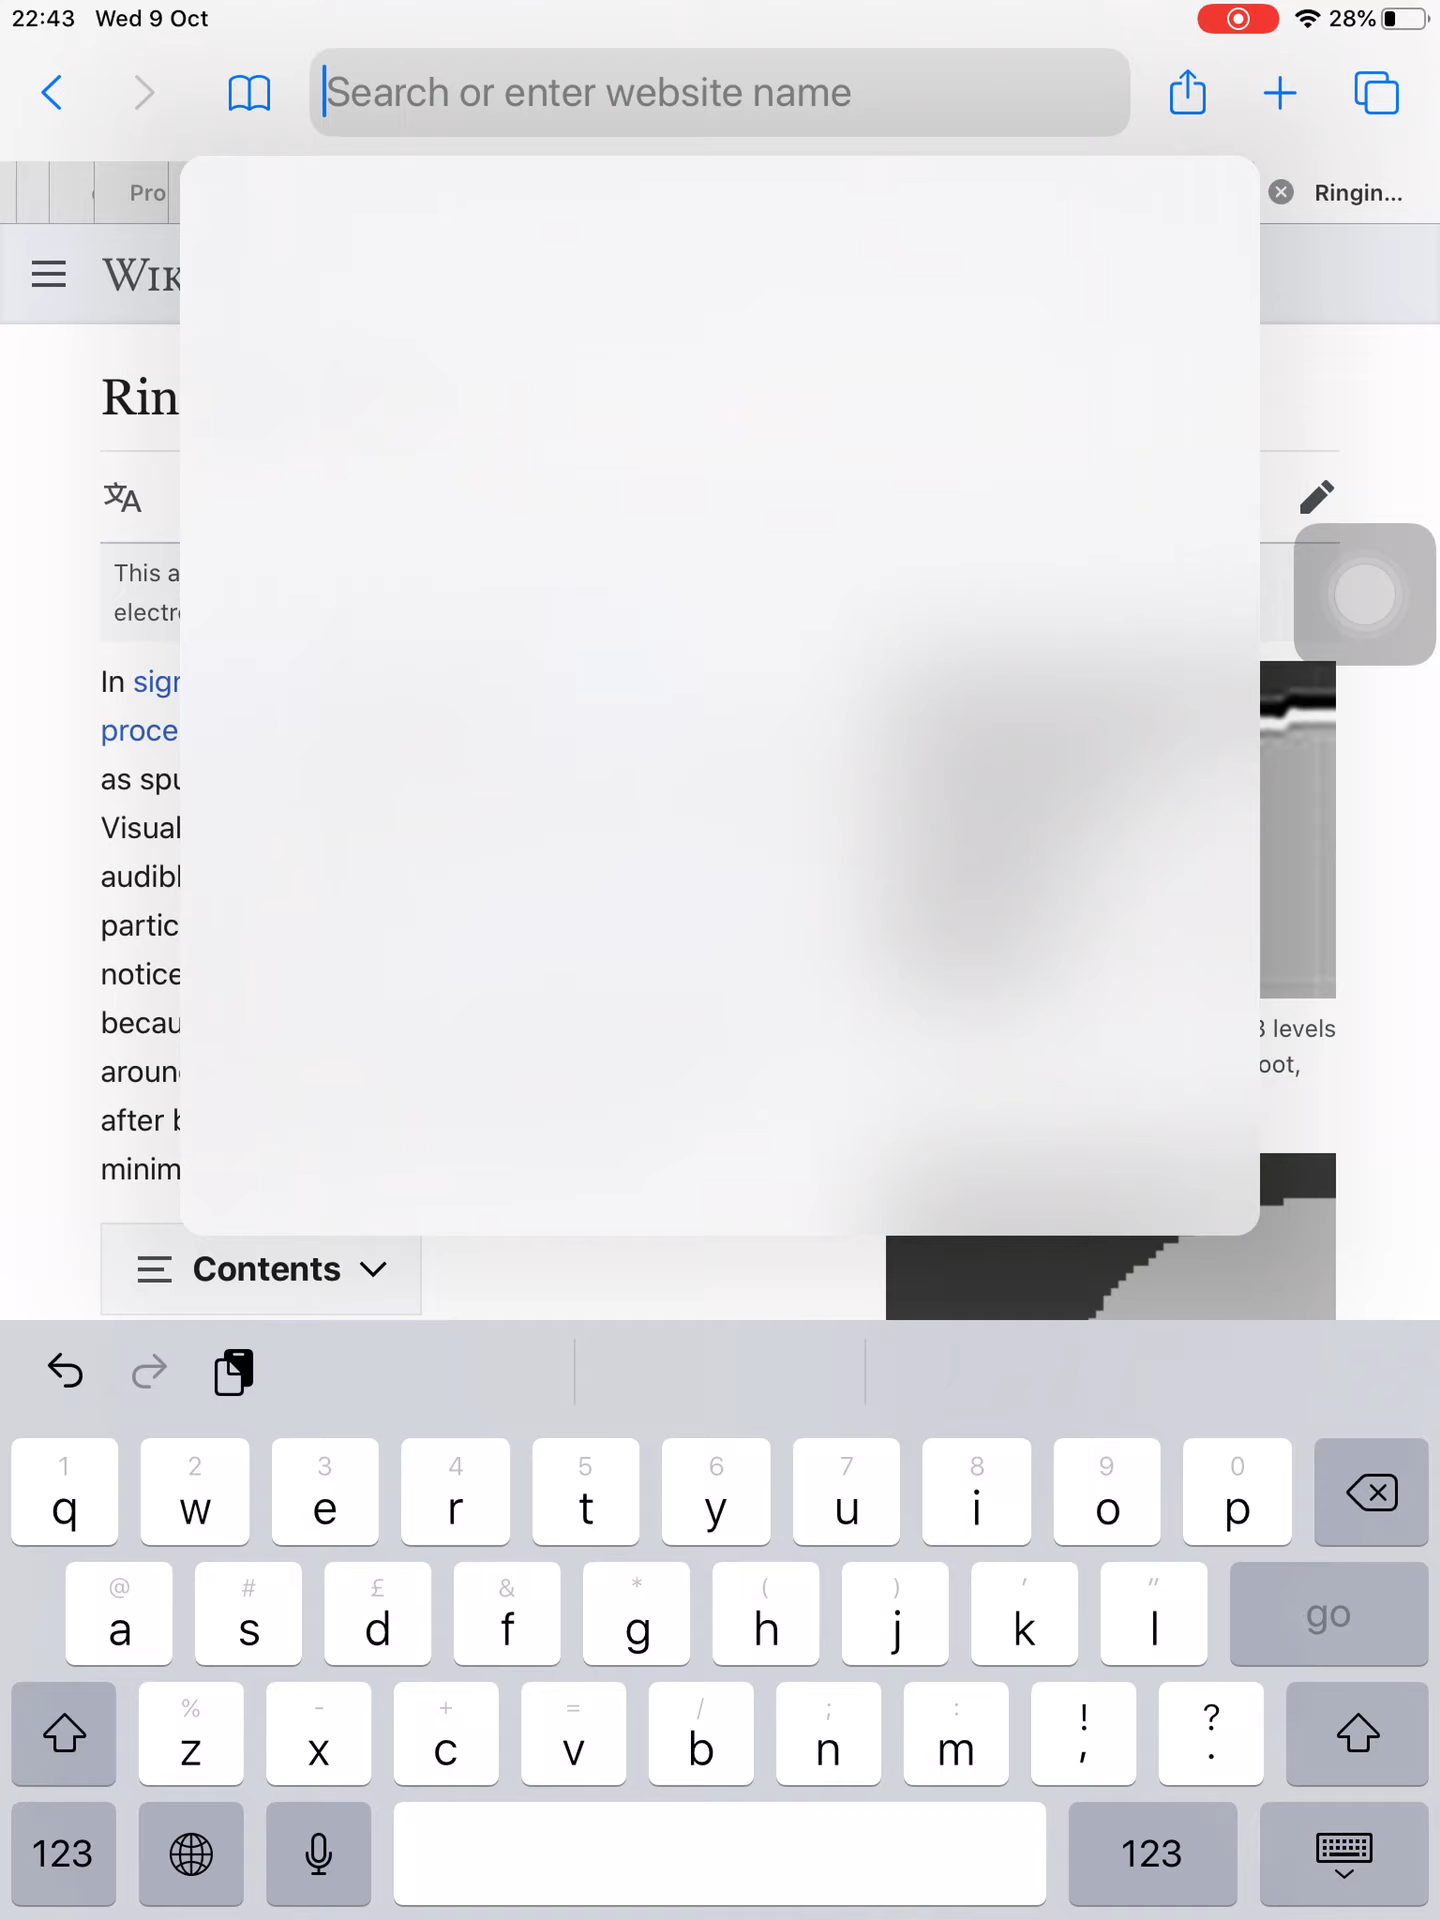 22:43 Wed 9 Oct 28%
Search or enter website name
Pro Ringin...
WIK
Rin
This a
electr
In sign
proce
as spu
Visual
audibl
partic
notice
becau
aroun
after b
minim
3 levels
oot,
Contents
1 2 3 4 5 6 7 8 9 0
q w e r t y u i o p
@ # £ & * ( ) ' "
a s d f g h j k l go
% - + = / ; : ! ?
z x c v b n m , .
123 123